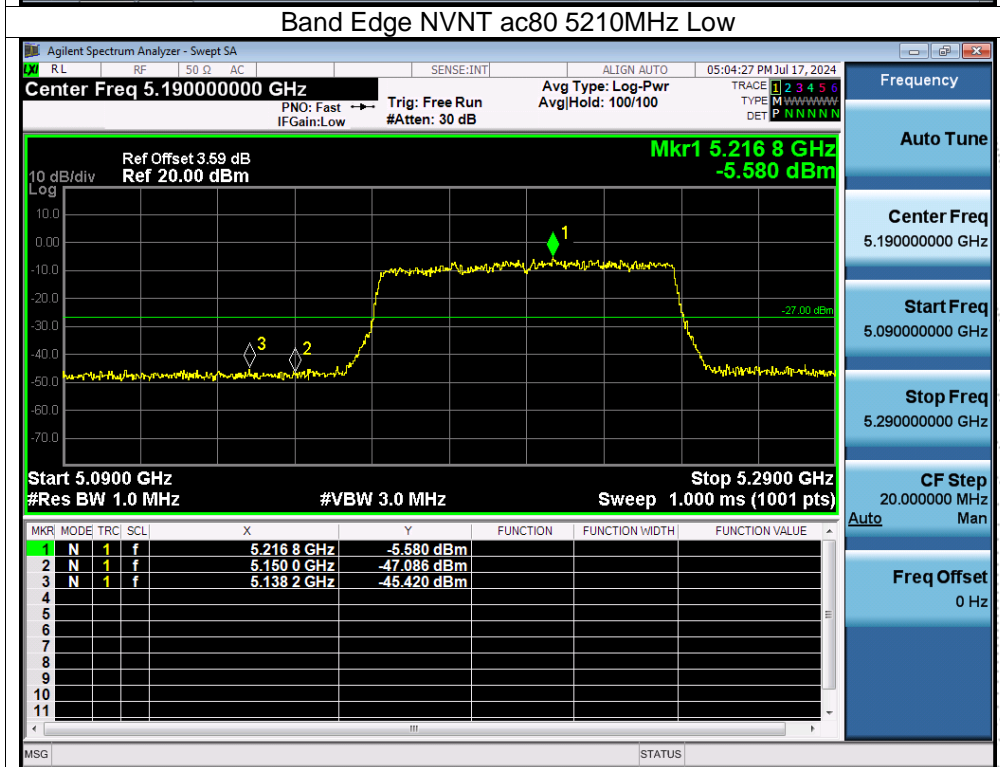 Band Edge NVNT ac80 5210MHz Low
Agilent Spectrum Analyzer - Swept SA
LXI RL RF 50 Ω AC SENSE:INT ALIGN AUTO 05:04:27 PM Jul 17, 2024
Center Freq 5.190000000 GHz
PNO: Fast
IFGain:Low
Trig: Free Run
#Atten: 30 dB
Avg Type: Log-Pwr
Avg|Hold: 100/100
TRACE 1 2 3 4 5 6
TYPE M WWWWW
DET P N N N N N
Frequency
Mkr1 5.216 8 GHz
-5.580 dBm
Ref Offset 3.59 dB
10 dB/div Ref 20.00 dBm
Log
10.0
0.00
-10.0
-20.0
-30.0
-40.0
-50.0
-60.0
-70.0
1
-27.00 dBm
3
2
Start 5.0900 GHz Stop 5.2900 GHz
#Res BW 1.0 MHz #VBW 3.0 MHz Sweep 1.000 ms (1001 pts)
MKR MODE TRC SCL X Y FUNCTION FUNCTION WIDTH FUNCTION VALUE
1 N 1 f 5.216 8 GHz -5.580 dBm
2 N 1 f 5.150 0 GHz -47.086 dBm
3 N 1 f 5.138 2 GHz -45.420 dBm
4
5
6
7
8
9
10
11
MSG STATUS
Auto Tune
Center Freq
5.190000000 GHz
Start Freq
5.090000000 GHz
Stop Freq
5.290000000 GHz
CF Step
20.000000 MHz
Auto Man
Freq Offset
0 Hz